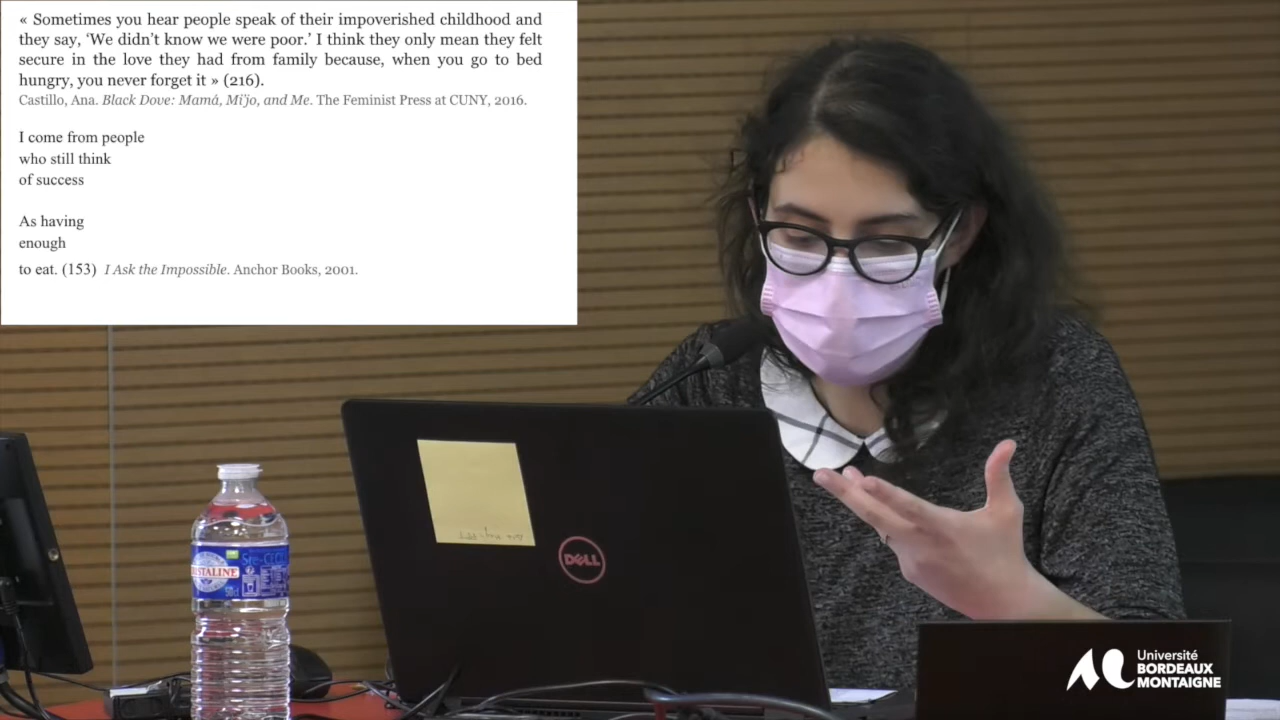 « Sometimes you hear people speak of their impoverished childhood and
they say, ‘We didn’t know we were poor.’ I think they only mean they felt
secure in the love they had from family because, when you go to bed
hungry, you never forget it » (216).
Castillo, Ana. Black Dove: Mamá, Mi’jo, and Me. The Feminist Press at CUNY, 2016.
I come from people
who still think
of success
As having
enough
to eat. (153) I Ask the Impossible. Anchor Books, 2001.
DELL
ISTALINE
50cl
Université
BORDEAUX
MONTAIGNE